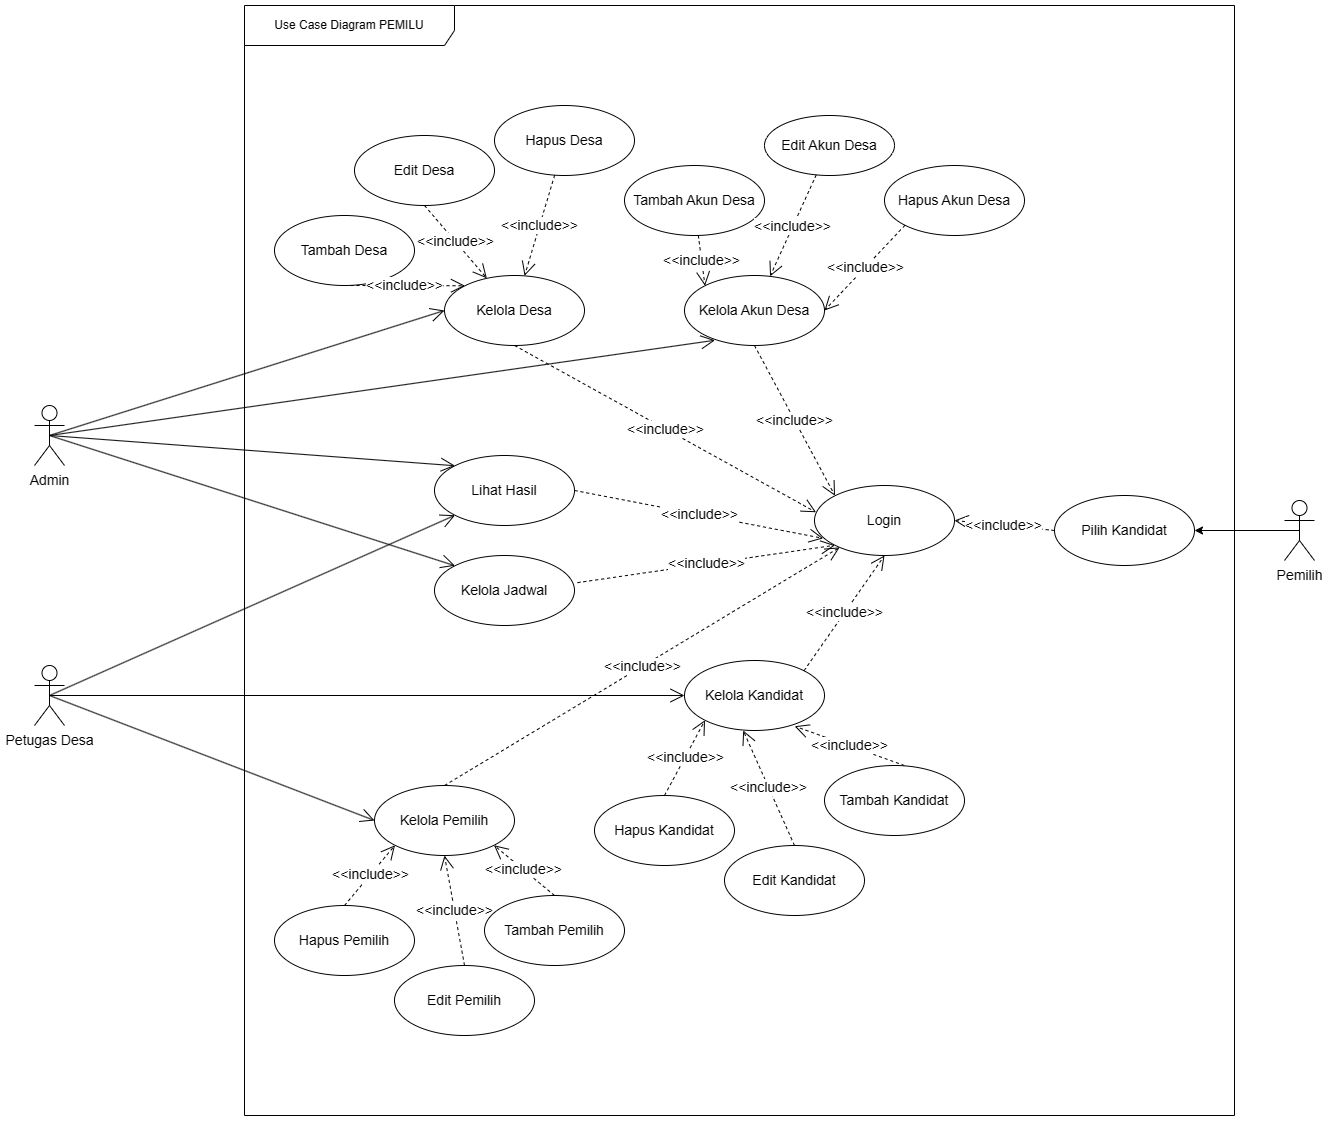 Use Case Diagram PEMILU
Hapus Desa
Edit Desa
Edit Akun Desa
Tambah Akun Desa
Hapus Akun Desa
<<include>>
<<include>>
<<include>>
Tambah Desa
<<include>>
<<include>>
<<include>>
Kelola Desa
Kelola Akun Desa
<<include>>
<<include>>
Admin
Lihat Hasil
<<include>>
Login
<<include>>
Pilih Kandidat
Pemilih
<<include>>
Kelola Jadwal
<<include>>
<<include>>
Kelola Kandidat
Petugas Desa
<<include>>
<<include>>
<<include>>
Tambah Kandidat
Kelola Pemilih
Hapus Kandidat
<<include>>
<<include>>
Edit Kandidat
<<include>>
Tambah Pemilih
Hapus Pemilih
Edit Pemilih